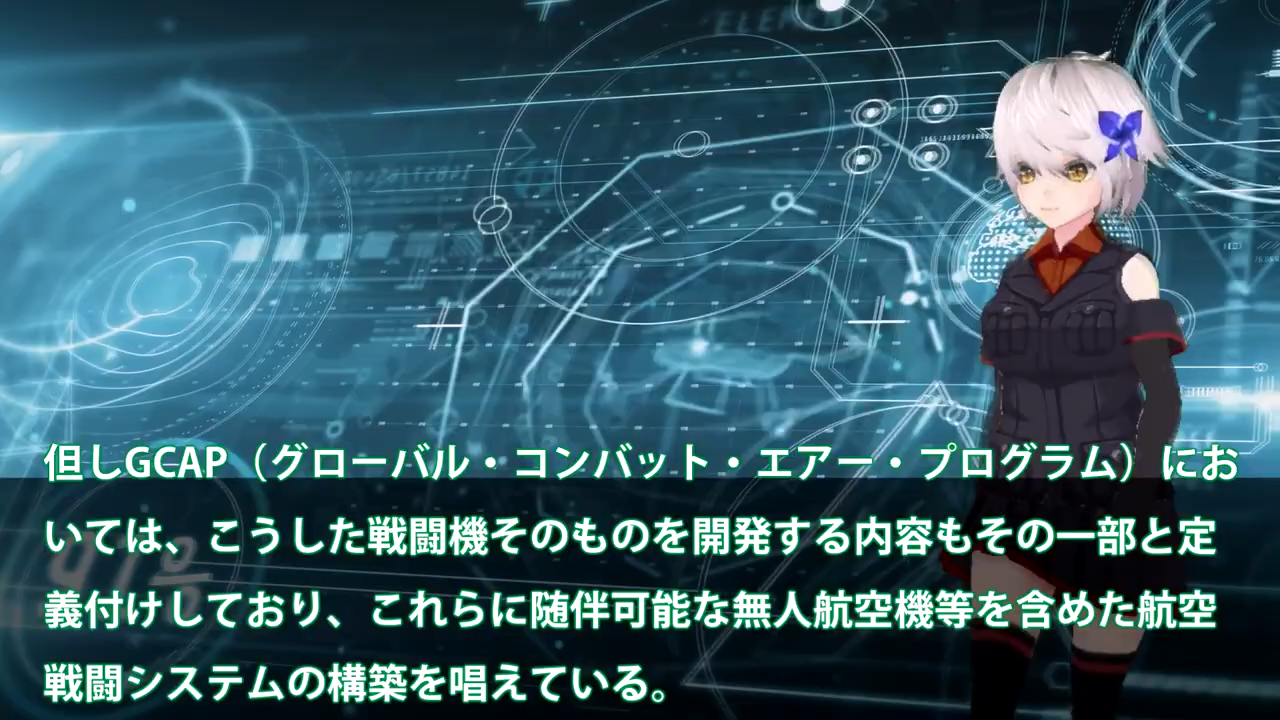 ELEMENTS
但しGCAP（グローバル・コンバット・エアー・プログラム）にお
いては、こうした戦闘機そのものを開発する内容もその一部と定
義付けしており、これらに随伴可能な無人航空機等を含めた航空
戦闘システムの構築を唱えている。